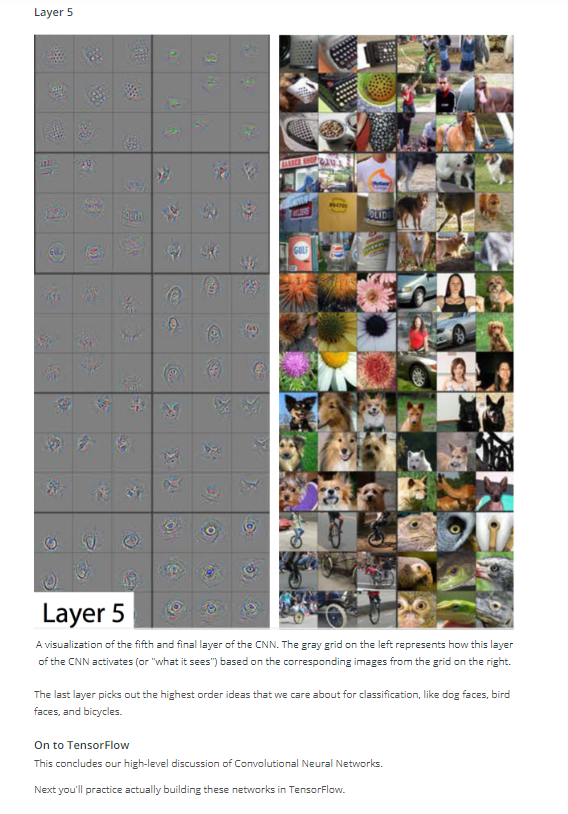 Layer 5
BARBER SHOP
GULF
Layer 5
A visualization of the fifth and final layer of the CNN. The gray grid on the left represents how this layer
of the CNN activates (or "what it sees") based on the corresponding images from the grid on the right.
The last layer picks out the highest order ideas that we care about for classification, like dog faces, bird
faces, and bicycles.
On to TensorFlow
This concludes our high-level discussion of Convolutional Neural Networks.
Next you'll practice actually building these networks in TensorFlow.